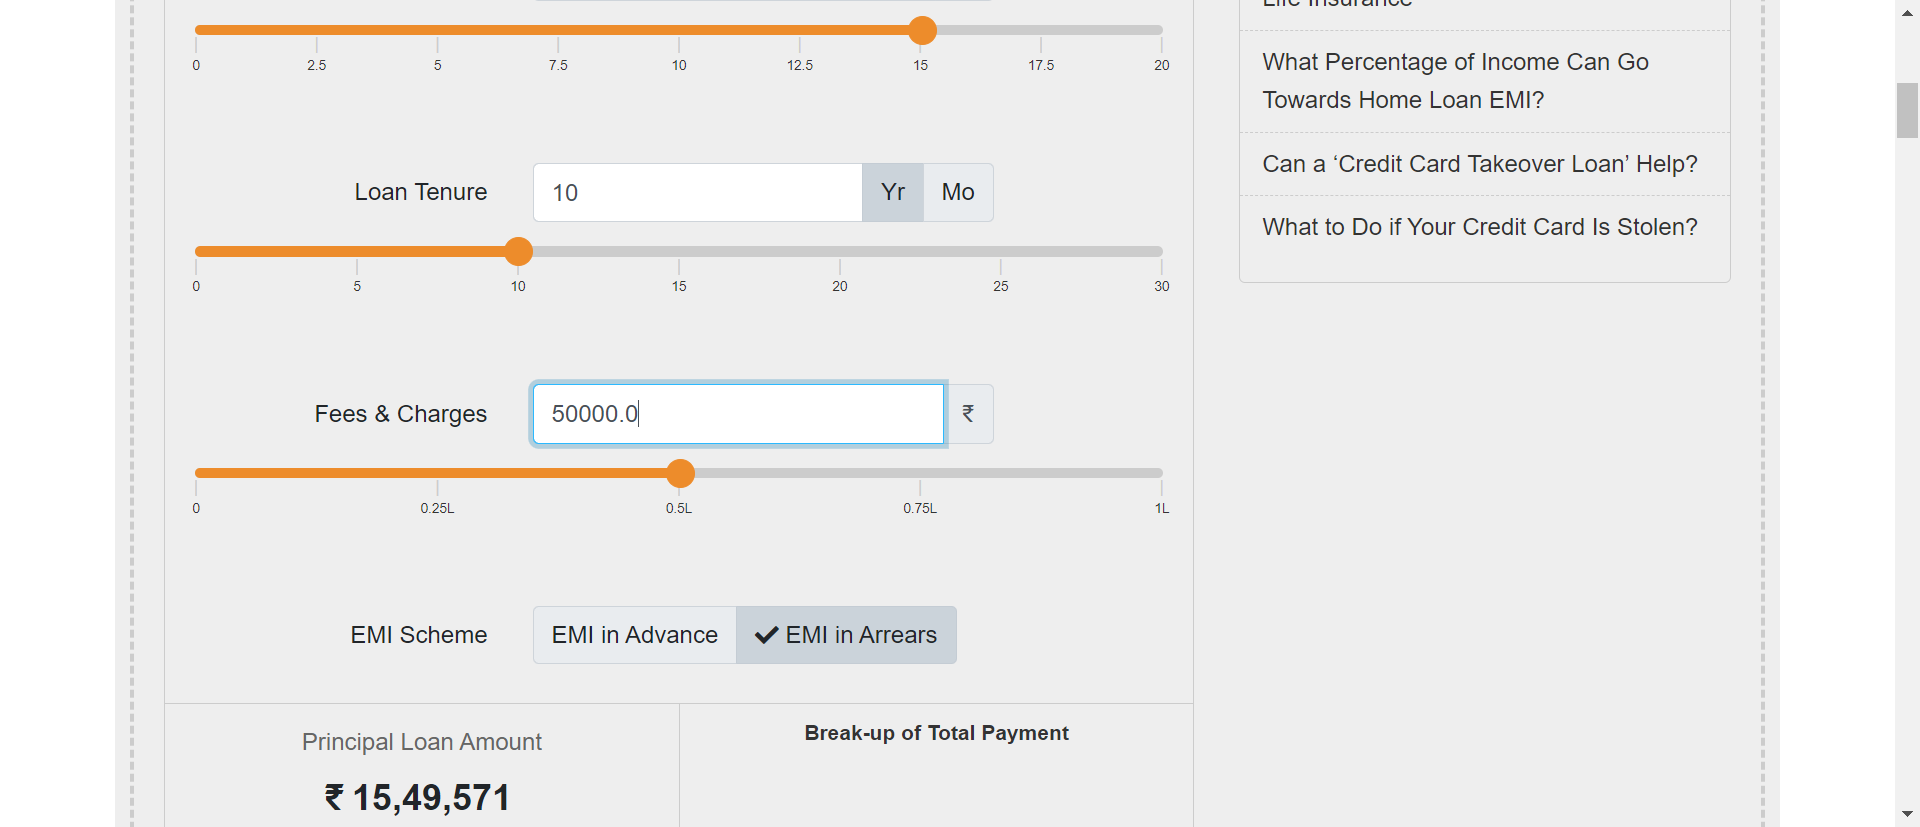 0 2.5 5 7.5 10 12.5 15 17.5 20
Loan Tenure 10 Yr Mo
0 5 10 15 20 25 30
Fees & Charges 50000.0 ₹
0 0.25L 0.5L 0.75L 1L
EMI Scheme EMI in Advance EMI in Arrears
Principal Loan Amount
₹ 15,49,571
Break-up of Total Payment
Life Insurance
What Percentage of Income Can Go
Towards Home Loan EMI?
Can a ‘Credit Card Takeover Loan’ Help?
What to Do if Your Credit Card Is Stolen?